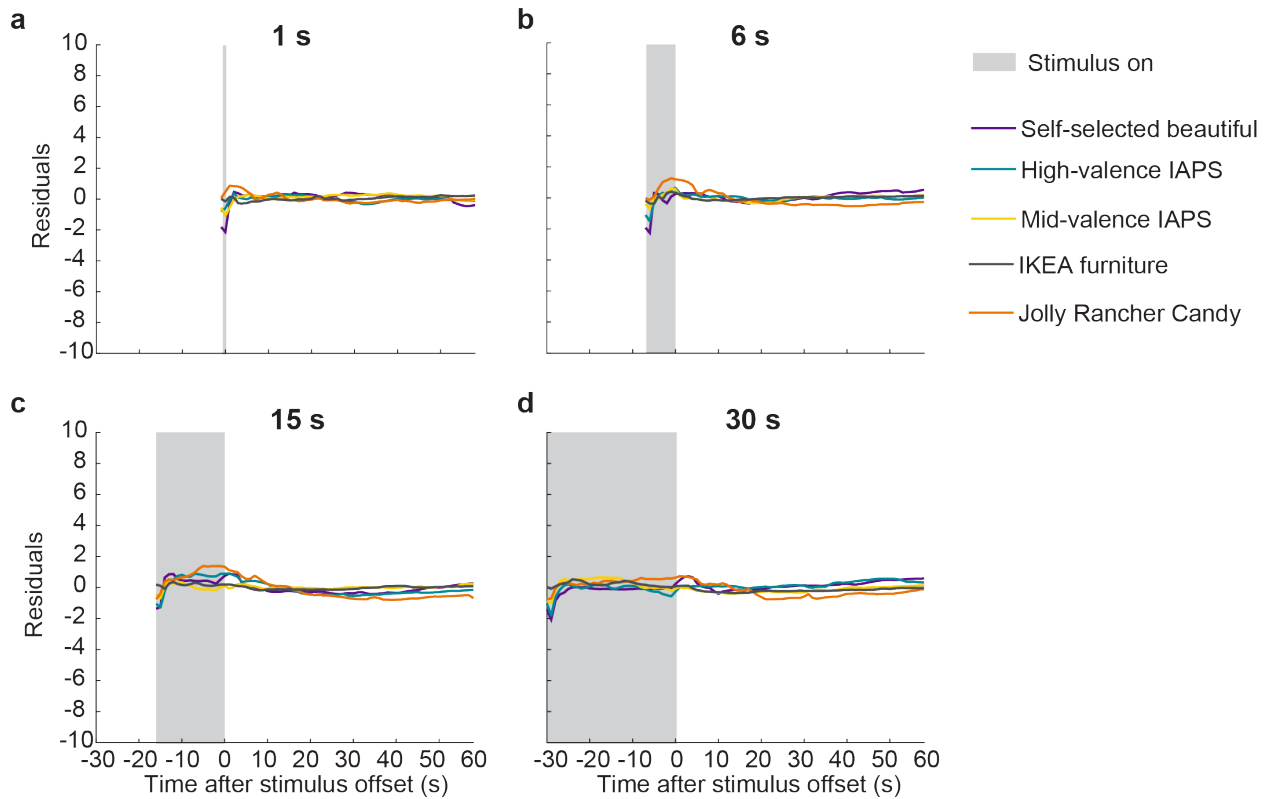 a
1 s
10
8
6
4
2
0
-2
-4
-6
-8
-10
Residuals
b
6 s
Stimulus on
Self-selected beautiful
High-valence IAPS
Mid-valence IAPS
IKEA furniture
Jolly Rancher Candy
c
15 s
10
8
6
4
2
0
-2
-4
-6
-8
-10
Residuals
-30 -20 -10 0 10 20 30 40 50 60
Time after stimulus offset (s)
d
30 s
-30 -20 -10 0 10 20 30 40 50 60
Time after stimulus offset (s)